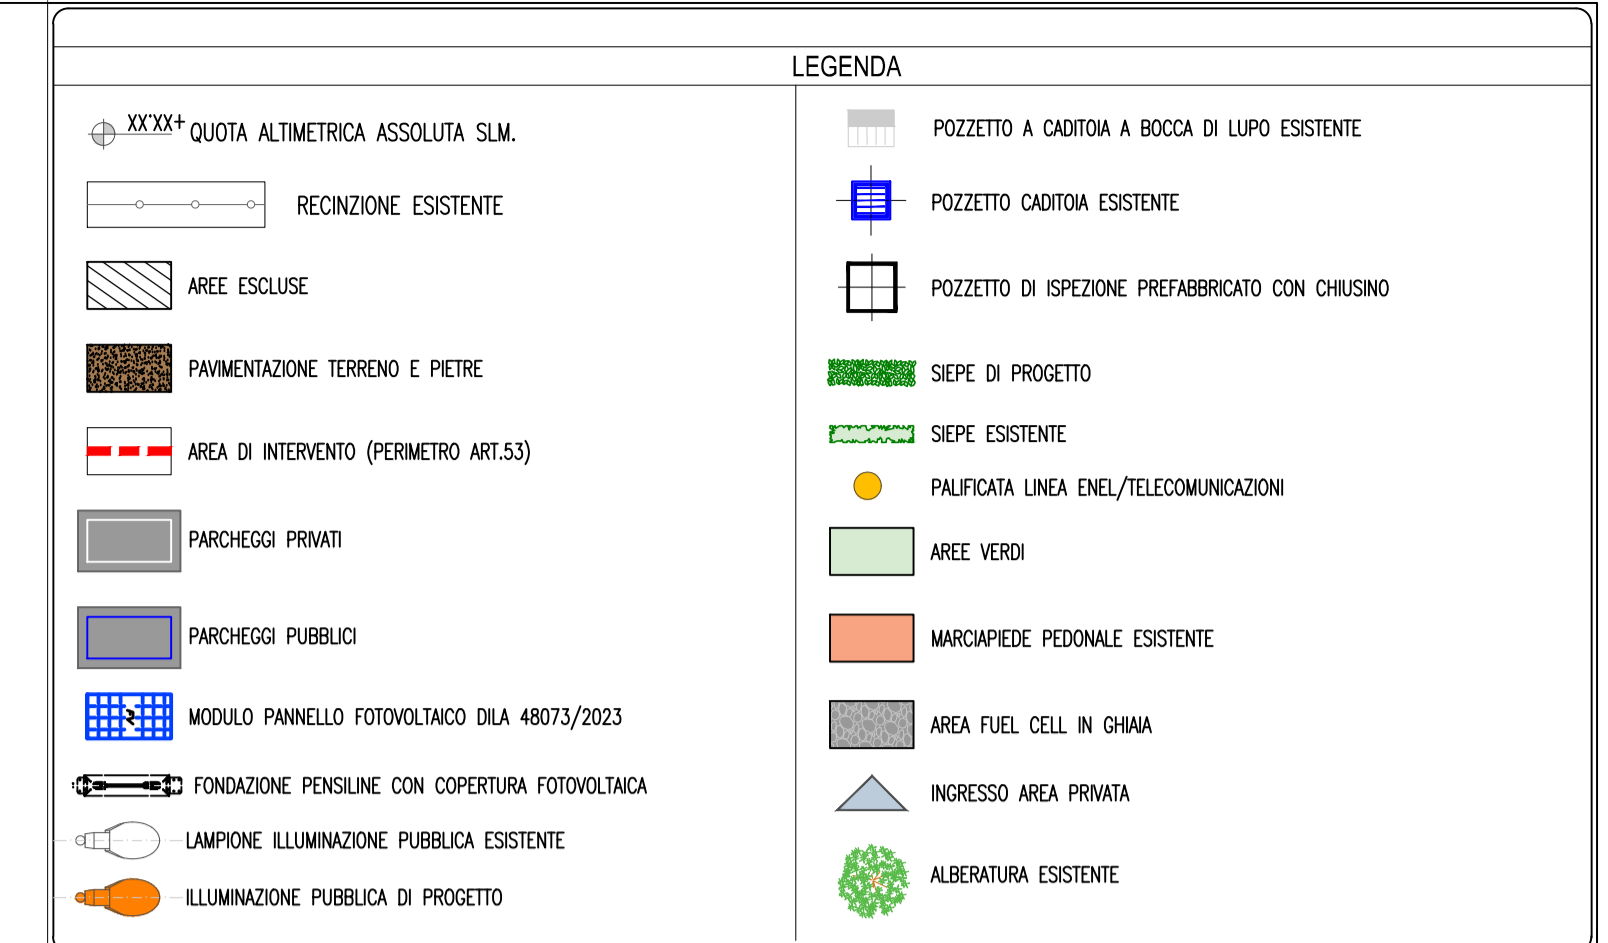 LEGENDA
XX'XX+ QUOTA ALTIMETRICA ASSOLUTA SLM.
RECINZIONE ESISTENTE
AREE ESCLUSE
PAVIMENTAZIONE TERRENO E PIETRE
AREA DI INTERVENTO (PERIMETRO ART.53)
PARCHEGGI PRIVATI
PARCHEGGI PUBBLICI
MODULO PANNELLO FOTOVOLTAICO DILA 48073/2023
FONDAZIONE PENSILINE CON COPERTURA FOTOVOLTAICA
LAMPIONE ILLUMINAZIONE PUBBLICA ESISTENTE
ILLUMINAZIONE PUBBLICA DI PROGETTO
POZZETTO A CADITOIA A BOCCA DI LUPO ESISTENTE
POZZETTO CADITOIA ESISTENTE
POZZETTO DI ISPEZIONE PREFABBRICATO CON CHIUSINO
SIEPE DI PROGETTO
SIEPE ESISTENTE
PALIFICATA LINEA ENEL/TELECOMUNICAZIONI
AREE VERDI
MARCIAPIEDE PEDONALE ESISTENTE
AREA FUEL CELL IN GHIAIA
INGRESSO AREA PRIVATA
ALBERATURA ESISTENTE